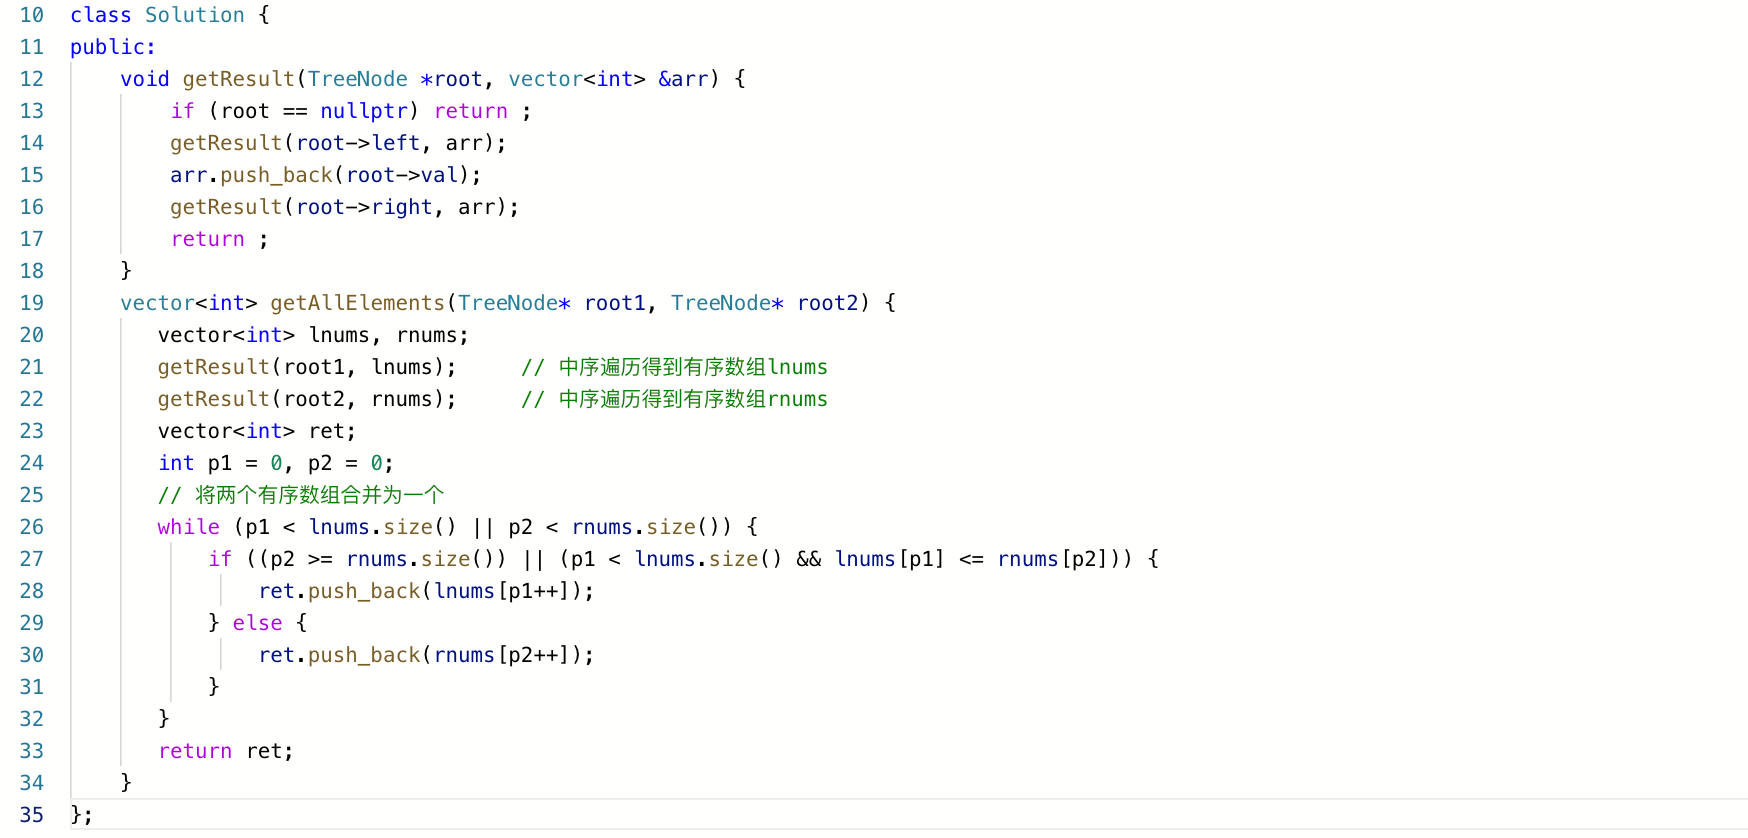 10 class Solution {
11 public:
12     void getResult(TreeNode *root, vector<int> &arr) {
13         if (root == nullptr) return ;
14         getResult(root->left, arr);
15         arr.push_back(root->val);
16         getResult(root->right, arr);
17         return ;
18     }
19     vector<int> getAllElements(TreeNode* root1, TreeNode* root2) {
20        vector<int> lnums, rnums;
21        getResult(root1, lnums);     // 中序遍历得到有序数组lnums
22        getResult(root2, rnums);     // 中序遍历得到有序数组rnums
23        vector<int> ret;
24        int p1 = 0, p2 = 0;
25        // 将两个有序数组合并为一个
26        while (p1 < lnums.size() || p2 < rnums.size()) {
27            if ((p2 >= rnums.size()) || (p1 < lnums.size() && lnums[p1] <= rnums[p2])) {
28                ret.push_back(lnums[p1++]);
29            } else {
30                ret.push_back(rnums[p2++]);
31            }
32        }
33        return ret;
34     }
35 };